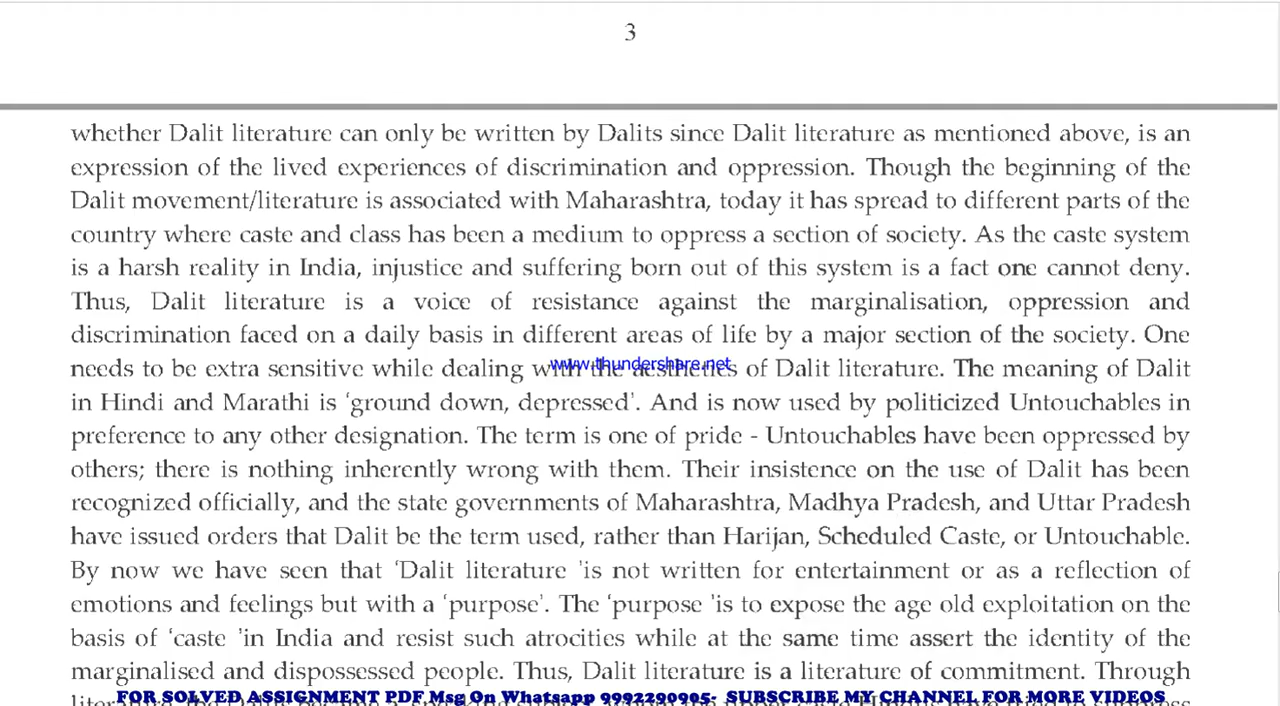 3
whether Dalit literature can only be written by Dalits since Dalit literature as mentioned above, is an
expression of the lived experiences of discrimination and oppression. Though the beginning of the
Dalit movement/literature is associated with Maharashtra, today it has spread to different parts of the
country where caste and class has been a medium to oppress a section of society. As the caste system
is a harsh reality in India, injustice and suffering born out of this system is a fact one cannot deny.
Thus, Dalit literature is a voice of resistance against the marginalisation, oppression and
discrimination faced on a daily basis in different areas of life by a major section of the society. One
needs to be extra sensitive while dealing with the aesthetics of Dalit literature. The meaning of Dalit
www.thundershare.net
in Hindi and Marathi is 'ground down, depressed'. And is now used by politicized Untouchables in
preference to any other designation. The term is one of pride - Untouchables have been oppressed by
others; there is nothing inherently wrong with them. Their insistence on the use of Dalit has been
recognized officially, and the state governments of Maharashtra, Madhya Pradesh, and Uttar Pradesh
have issued orders that Dalit be the term used, rather than Harijan, Scheduled Caste, or Untouchable.
By now we have seen that 'Dalit literature 'is not written for entertainment or as a reflection of
emotions and feelings but with a 'purpose'. The 'purpose 'is to expose the age old exploitation on the
basis of 'caste 'in India and resist such atrocities while at the same time assert the identity of the
marginalised and dispossessed people. Thus, Dalit literature is a literature of commitment. Through
FOR SOLVED ASSIGNMENT PDF Msg On Whatsapp 9992290905- SUBSCRIBE MY CHANNEL FOR MORE VIDEOS